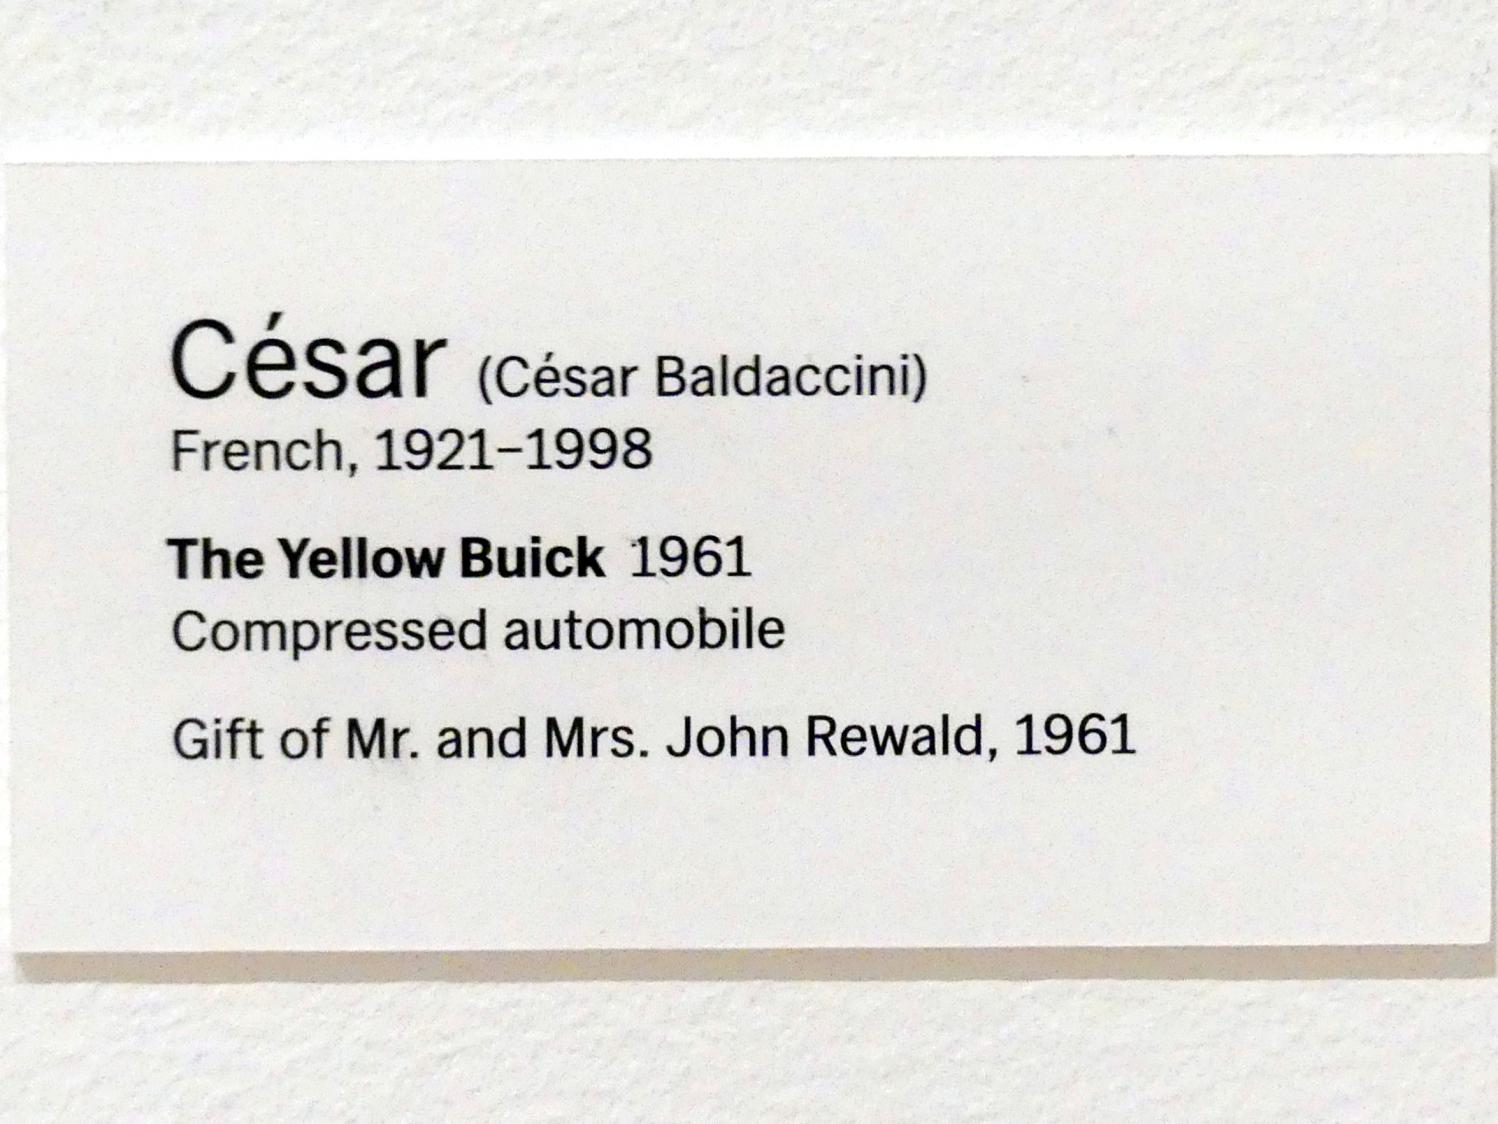 César (César Baldaccini)
French, 1921–1998
The Yellow Buick 1961
Compressed automobile
Gift of Mr. and Mrs. John Rewald, 1961